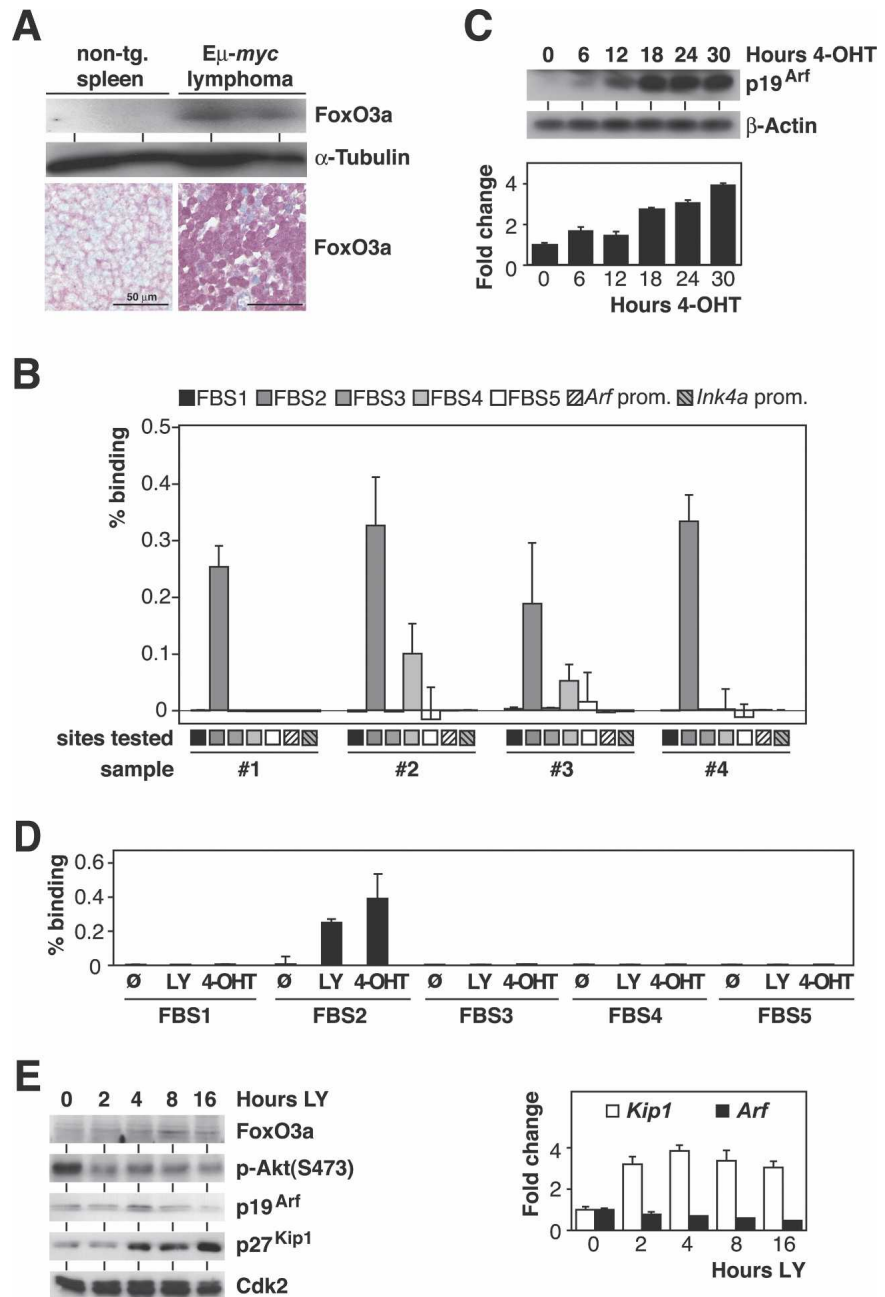 A
non-tg. spleen
Eμ-myc lymphoma
FoxO3a
α-Tubulin
FoxO3a
50 μm
C
0 6 12 18 24 30 Hours 4-OHT
p19Arf
β-Actin
Fold change
4
2
0
0 6 12 18 24 30
Hours 4-OHT
B
FBS1 FBS2 FBS3 FBS4 FBS5 Arf prom. Ink4a prom.
% binding
0.5
0.4
0.3
0.2
0.1
0
sites tested
sample #1 #2 #3 #4
D
% binding
0.6
0.4
0.2
0
ø LY 4-OHT ø LY 4-OHT ø LY 4-OHT ø LY 4-OHT ø LY 4-OHT
FBS1 FBS2 FBS3 FBS4 FBS5
E
0 2 4 8 16 Hours LY
FoxO3a
p-Akt(S473)
p19Arf
p27Kip1
Cdk2
Kip1 Arf
Fold change
4
2
0
0 2 4 8 16
Hours LY